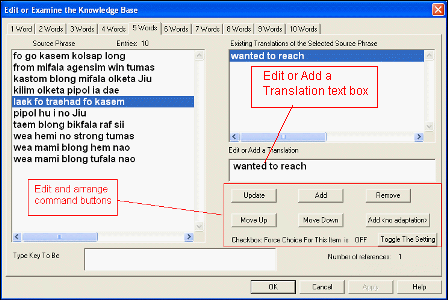 Edit or Examine the Knowledge Base
1 Word 2 Words 3 Words 4 Words 5 Words 6 Words 7 Words 8 Words 9 Words 10 Words
Source Phrase Entries: 10
fo go kasem kolsap long
from mifala agensim win tumas
kastom blong mifala olketa Jiu
kilim olketa pipol ia dae
laek fo traehad fo kasem
pipol hu i no Jiu
taem blong bikfala raf sii
wea hemi no strong tumas
wea mami blong hem nao
wea mami blong tufala nao
Existing Translations of the Selected Source Phrase
wanted to reach
Edit or Add a
Translation text box
Edit or Add a Translation
wanted to reach
Edit and arrange
command buttons
Update Add Remove
Move Up Move Down Add <no adaptation>
Checkbox: Force Choice For This Item is OFF Toggle The Setting
Type Key To Be
Number of references: 1
OK Cancel Apply Help